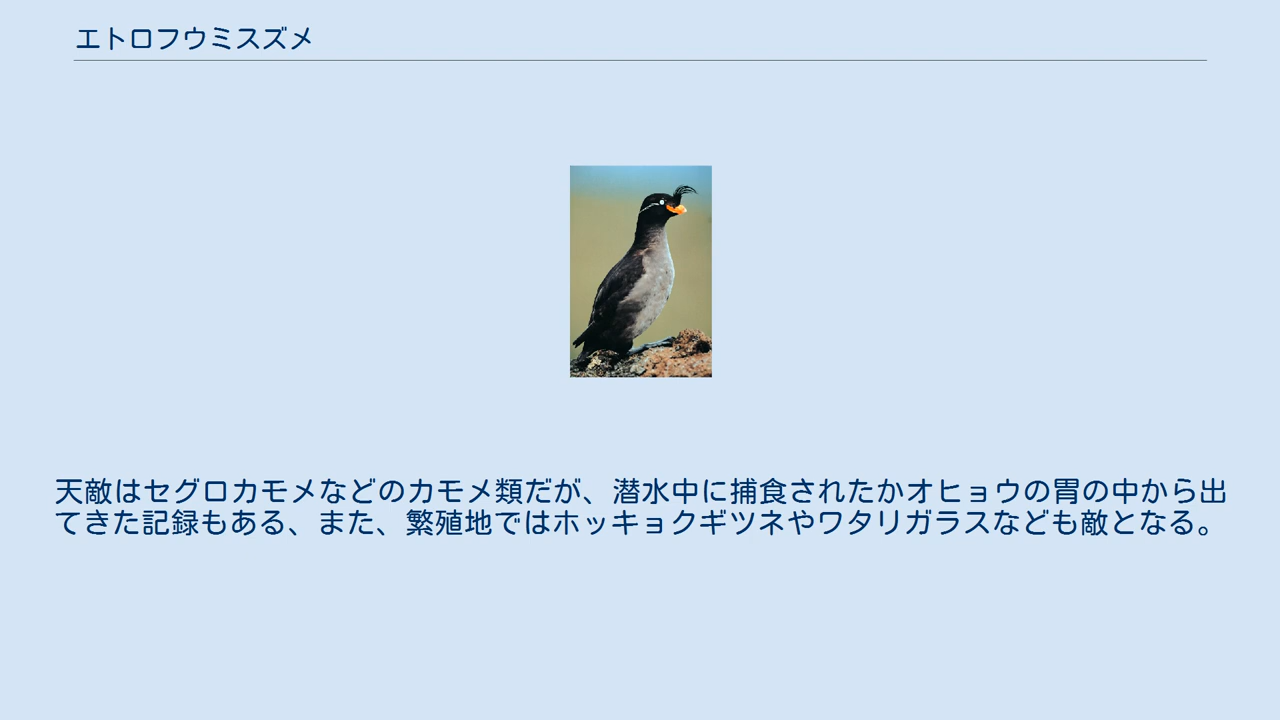 エトロフウミスズメ
天敵はセグロカモメなどのカモメ類だが、潜水中に捕食されたかオヒョウの胃の中から出
てきた記録もある、また、繁殖地ではホッキョクギツネやワタリガラスなども敵となる。